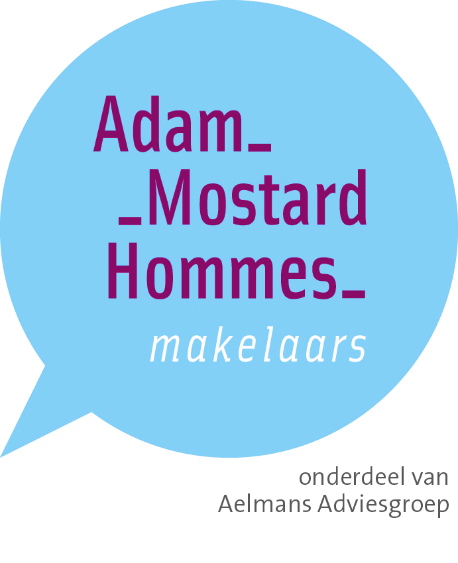 Adam_
_Mostard
Hommes_
makelaars
onderdeel van
Aelmans Adviesgroep